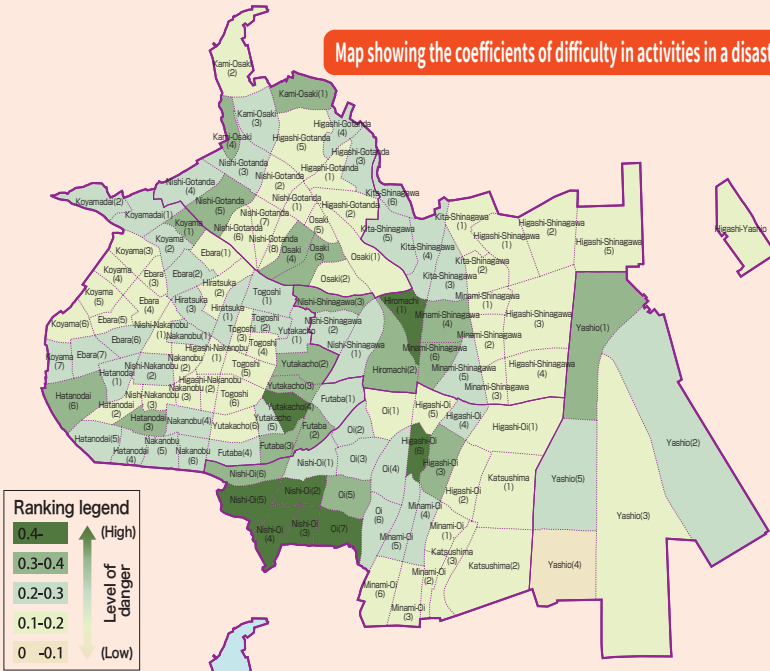 Map showing the coefficients of difficulty in activities in a disast
Kami-Osaki
(2)
Kami-Osaki(1)
Kami-Osaki
(3)
Kami-Osaki
(4)
Higashi-Gotanda
(4)
Higashi-Gotanda
(5)
Higashi-Gotanda
(3)
Higashi-Gotanda
(1)
Higashi-Gotanda
(2)
Nishi-Gotanda
(3)
Nishi-Gotanda
(2)
Nishi-Gotanda
(4)
Nishi-Gotanda
(1)
Nishi-Gotanda
(5)
Nishi-Gotanda
(7)
Nishi-Gotanda
(6)
Nishi-Gotanda
(8)
Osaki
(5)
Osaki
(4)
Osaki
(3)
Osaki(1)
Osaki(2)
Kita-Shinagawa
(6)
Kita-Shinagawa
(5)
Kita-Shinagawa
(1)
Kita-Shinagawa
(4)
Kita-Shinagawa
(2)
Kita-Shinagawa
(3)
Higashi-Shinagawa
(1)
Higashi-Shinagawa
(2)
Higashi-Shinagawa
(5)
Higashi-Shinagawa
(3)
Higashi-Shinagawa
(4)
Higashi-Yashio
Koyamadai(2)
Koyamadai(1)
Koyama
(1)
Koyama
(2)
Koyama(3)
Koyama
(4)
Koyama
(5)
Koyama(6)
Koyama
(7)
Ebara(1)
Ebara(2)
Ebara
(3)
Ebara
(4)
Ebara(5)
Ebara(6)
Ebara(7)
Hiratsuka
(2)
Hiratsuka
(3)
Hiratsuka
(1)
Togoshi
(1)
Togoshi
(2)
Togoshi
(3)
Togoshi
(4)
Togoshi
(5)
Togoshi
(6)
Nishi-Nakanobu
(1)
Nishi-Nakanobu
(2)
Nishi-Nakanobu
(3)
Nakanobu(1)
Nakanobu
(2)
Nakanobu
(3)
Nakanobu(4)
Nakanobu
(5)
Nakanobu
(6)
Higashi-Nakanobu
(1)
Higashi-Nakanobu
(2)
Hatanodai
(1)
Hatanodai
(2)
Hatanodai
(3)
Hatanodai
(4)
Hatanodai(5)
Hatanodai
(6)
Yutakacho
(1)
Yutakacho(2)
Yutakacho(3)
Yutakacho(4)
Yutakacho
(5)
Yutakacho(6)
Futaba(1)
Futaba
(2)
Futaba(3)
Futaba(4)
Nishi-Shinagawa(3)
Nishi-Shinagawa
(2)
Nishi-Shinagawa
(1)
Hiromachi
(1)
Hiromachi(2)
Minami-Shinagawa
(1)
Minami-Shinagawa
(4)
Minami-Shinagawa
(2)
Minami-Shinagawa
(6)
Minami-Shinagawa
(5)
Minami-Shinagawa
(3)
Oi(1)
Oi(2)
Oi(3)
Oi(4)
Oi(5)
Oi
(6)
Oi(7)
Higashi-Oi
(5)
Higashi-Oi
(4)
Higashi-Oi(1)
Higashi-Oi
(6)
Higashi-Oi
(3)
Higashi-Oi
(2)
Nishi-Oi(1)
Nishi-Oi(6)
Nishi-Oi(5)
Nishi-Oi(2)
Nishi-Oi
(4)
Nishi-Oi
(3)
Minami-Oi
(4)
Minami-Oi
(1)
Minami-Oi
(5)
Minami-Oi
(2)
Minami-Oi
(6)
Minami-Oi
(3)
Katsushima
(1)
Katsushima
(3)
Katsushima(2)
Yashio(1)
Yashio(2)
Yashio(5)
Yashio(3)
Yashio(4)
Ranking legend
0.4-
0.3-0.4
0.2-0.3
0.1-0.2
0 -0.1
(High)
Level of
danger
(Low)